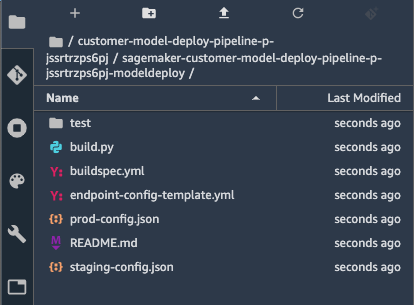 / customer-model-deploy-pipeline-p-
jssrtrzps6pj / sagemaker-customer-model-deploy-pipeline-p-
jssrtrzps6pj-modeldeploy /
Name Last Modified
test seconds ago
build.py seconds ago
buildspec.yml seconds ago
endpoint-config-template.yml seconds ago
prod-config.json seconds ago
README.md seconds ago
staging-config.json seconds ago